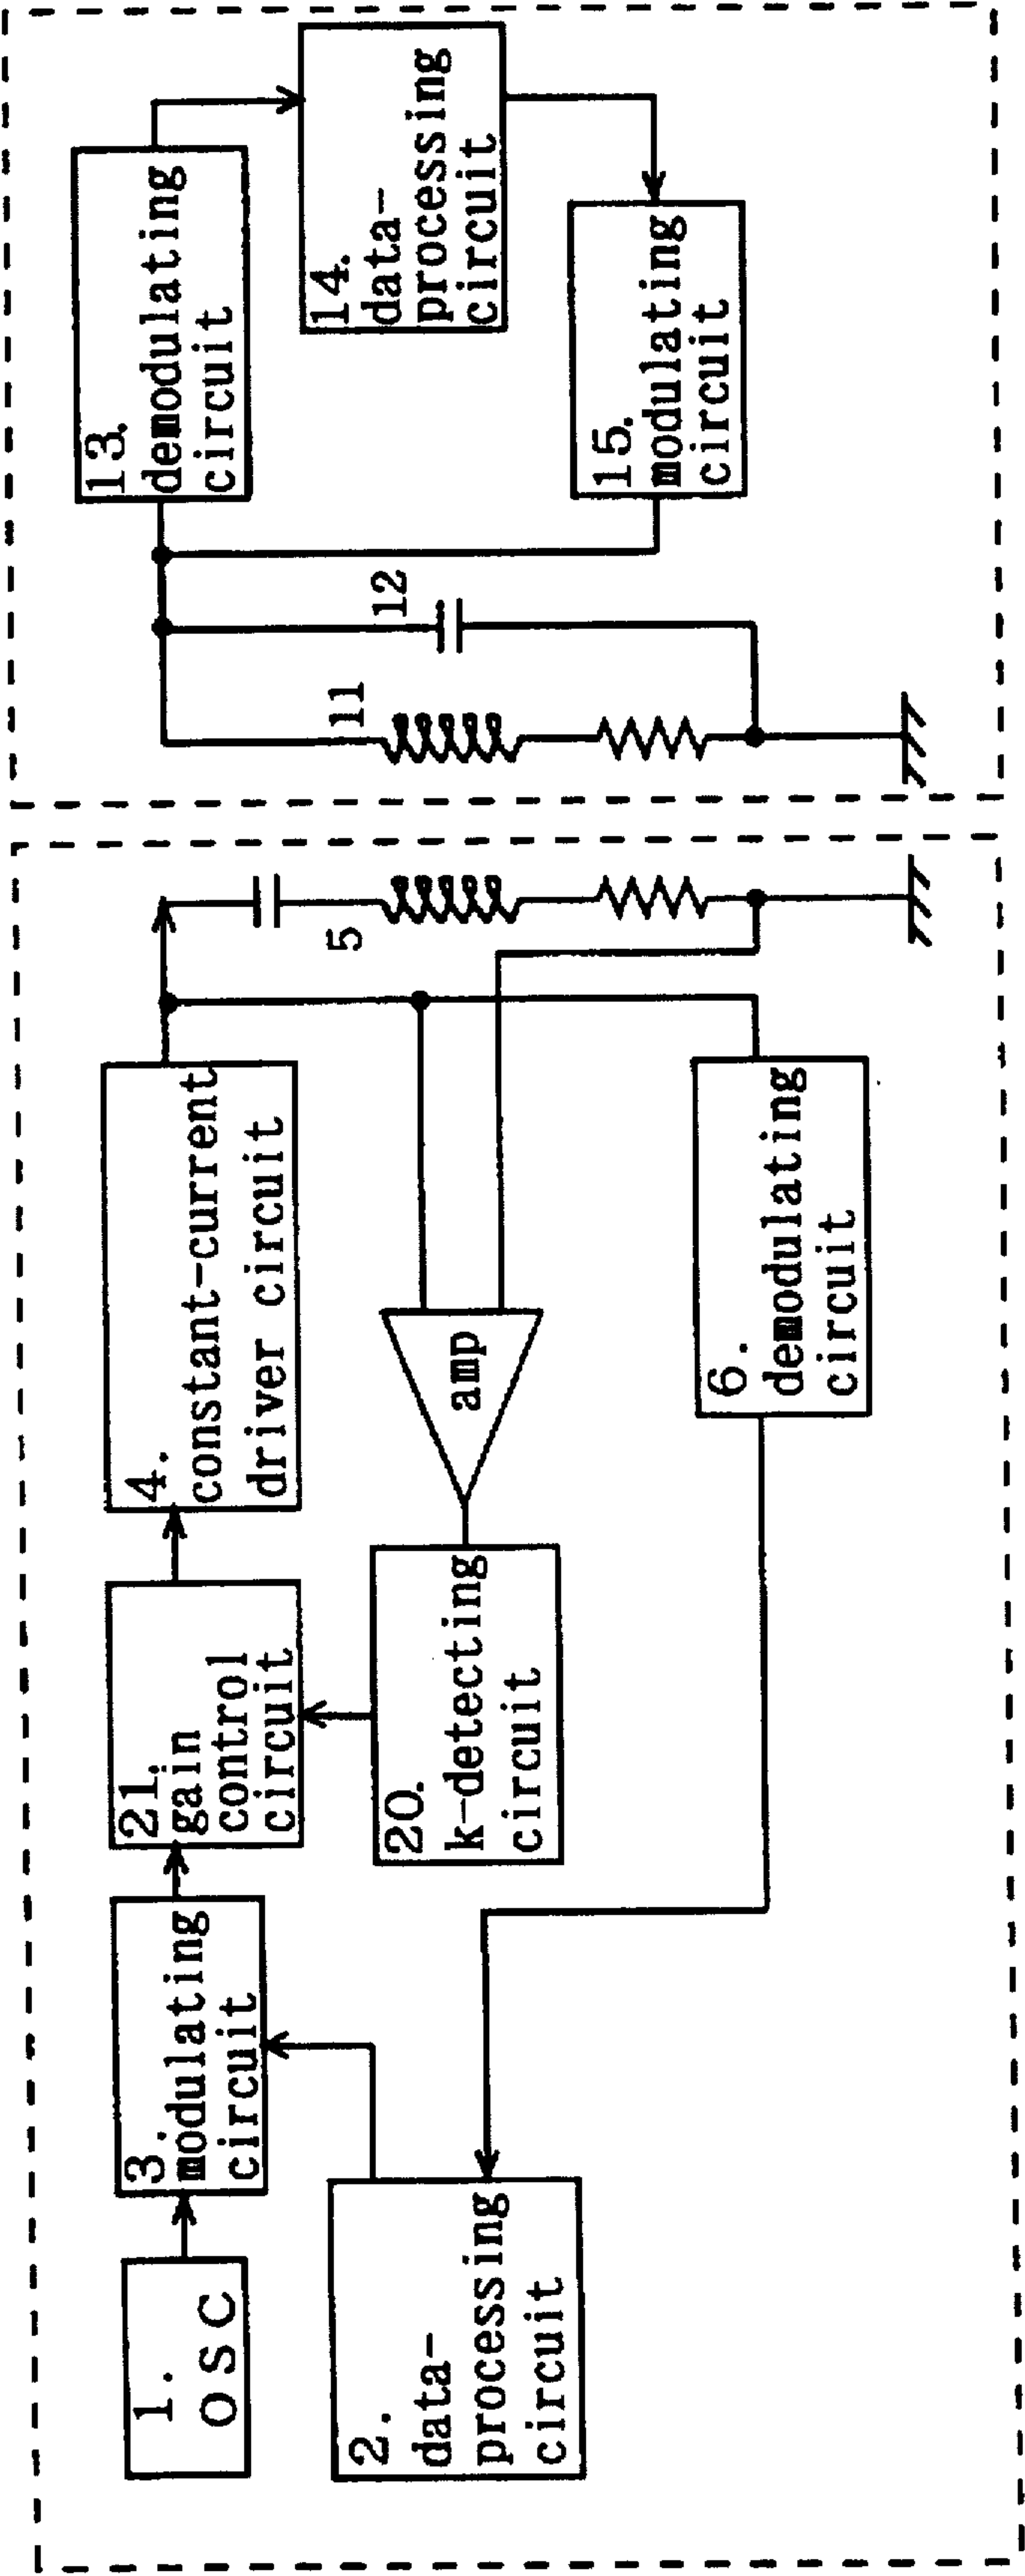 1.
OSC
2.
data-
processing
circuit
3.
modulating
circuit
21.
gain
control
circuit
20.
k-detecting
circuit
4.
constant-current
driver circuit
amp
6.
demodulating
circuit
5
11
12
13.
demodulating
circuit
14.
data-
processing
circuit
15.
modulating
circuit